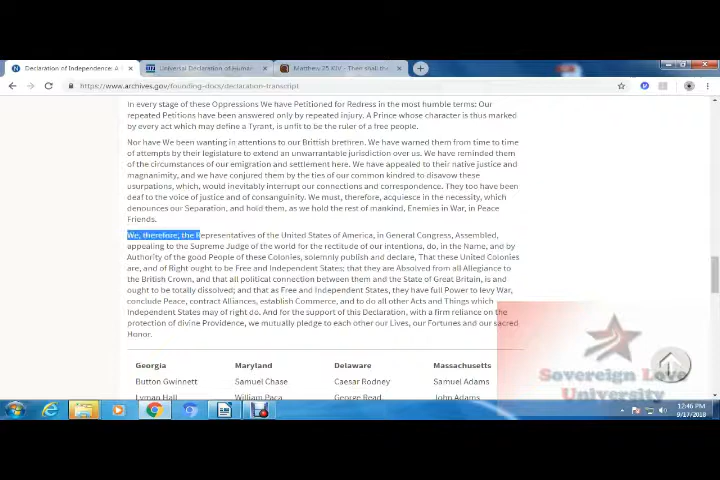 Declaration of Independence: A
Universal Declaration of Human
Matthew 25 KJV - Then shall the
https://www.archives.gov/founding-docs/declaration-transcript
In every stage of these Oppressions We have Petitioned for Redress in the most humble terms: Our
repeated Petitions have been answered only by repeated injury. A Prince whose character is thus marked
by every act which may define a Tyrant, is unfit to be the ruler of a free people.
Nor have We been wanting in attentions to our British brethren. We have warned them from time to time
of attempts by their legislature to extend an unwarrantable jurisdiction over us. We have reminded them
of the circumstances of our emigration and settlement here. We have appealed to their native justice and
magnanimity, and we have conjured them by the ties of our common kindred to disavow these
usurpations, which, would inevitably interrupt our connections and correspondence. They too have been
deaf to the voice of justice and of consanguinity. We must, therefore, acquiesce in the necessity, which
denounces our Separation, and hold them, as we hold the rest of mankind, Enemies in War, in Peace
Friends.
We, therefore, the Representatives of the United States of America, in General Congress, Assembled,
appealing to the Supreme Judge of the world for the rectitude of our intentions, do, in the Name, and by
Authority of the good People of these Colonies, solemnly publish and declare, That these United Colonies
are, and of Right ought to be Free and Independent States; that they are Absolved from all Allegiance to
the British Crown, and that all political connection between them and the State of Great Britain, is and
ought to be totally dissolved; and that as Free and Independent States, they have full Power to levy War,
conclude Peace, contract Alliances, establish Commerce, and to do all other Acts and Things which
Independent States may of right do. And for the support of this Declaration, with a firm reliance on the
protection of divine Providence, we mutually pledge to each other our Lives, our Fortunes and our sacred
Honor.
Georgia Maryland Delaware Massachusetts
Button Gwinnett Samuel Chase Caesar Rodney Samuel Adams
Lyman Hall William Paca George Read John Adams
Sovereign Love
University
12:46 PM
9/17/2018